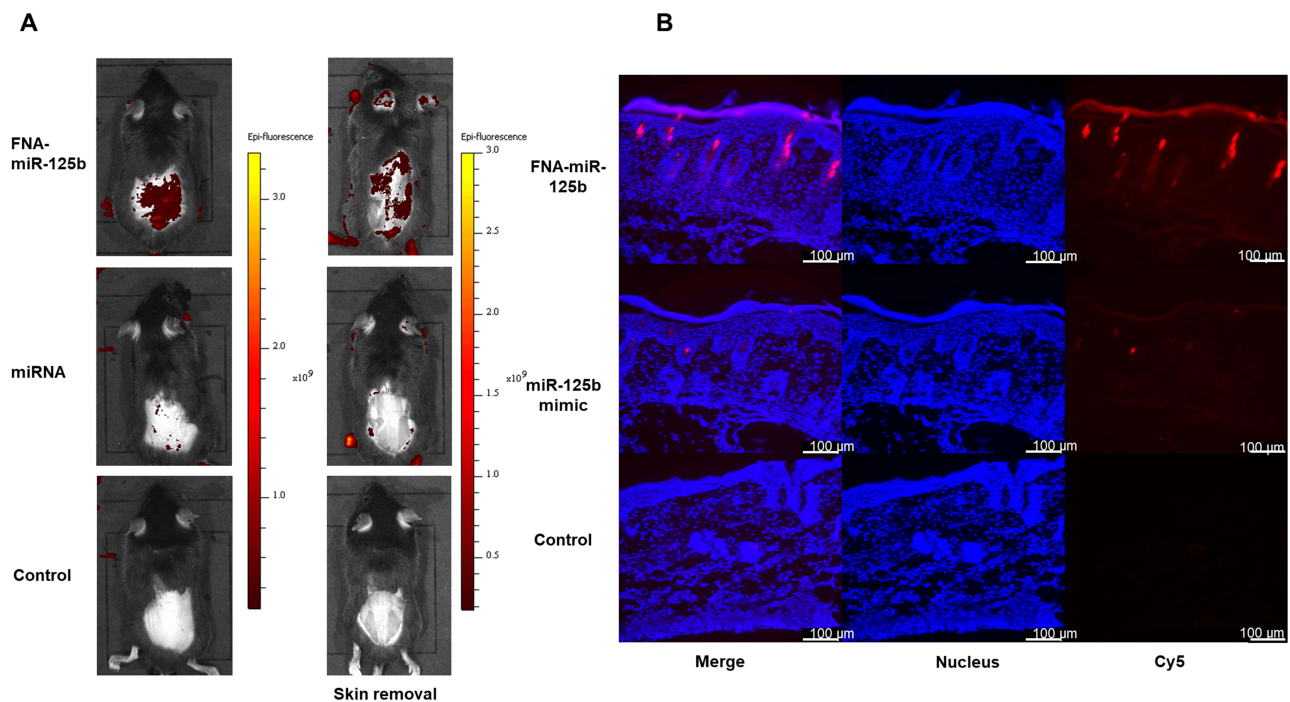 A
B
FNA-
miR-125b
Epi-fluorescence
3.0
2.0
x10⁹
1.0
Epi-fluorescence
3.0
2.5
2.0
1.5
x10⁹
1.0
0.5
miRNA
Control
Skin removal
FNA-miR-
125b
100 µm
100 µm
100 µm
miR-125b
mimic
100 µm
100 µm
100 µm
Control
100 µm
100 µm
100 µm
Merge
Nucleus
Cy5